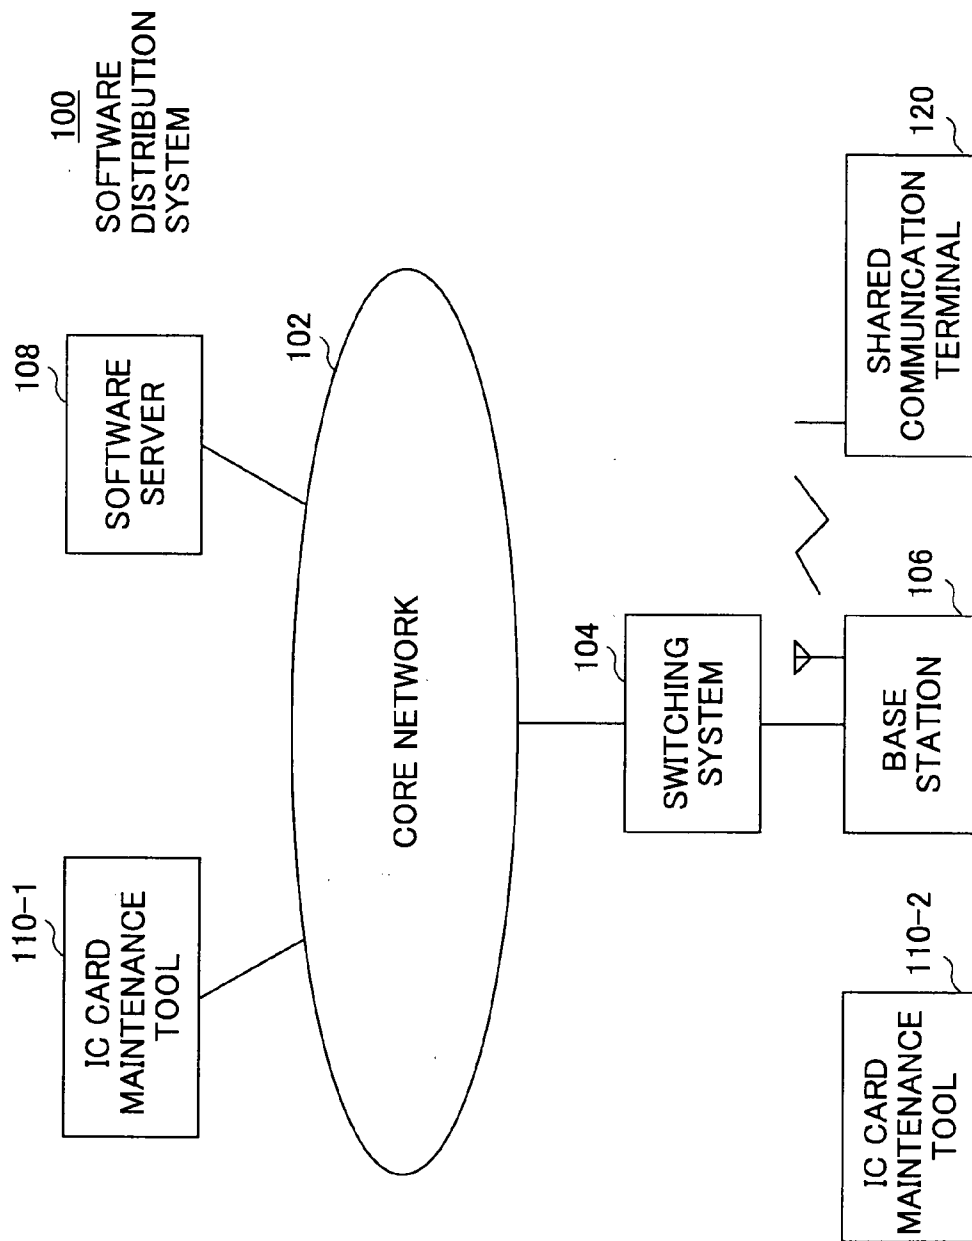 100
SOFTWARE
DISTRIBUTION
SYSTEM
110-1
IC CARD
MAINTENANCE
TOOL
108
SOFTWARE
SERVER
102
CORE NETWORK
104
SWITCHING
SYSTEM
110-2
IC CARD
MAINTENANCE
TOOL
106
BASE
STATION
120
SHARED
COMMUNICATION
TERMINAL